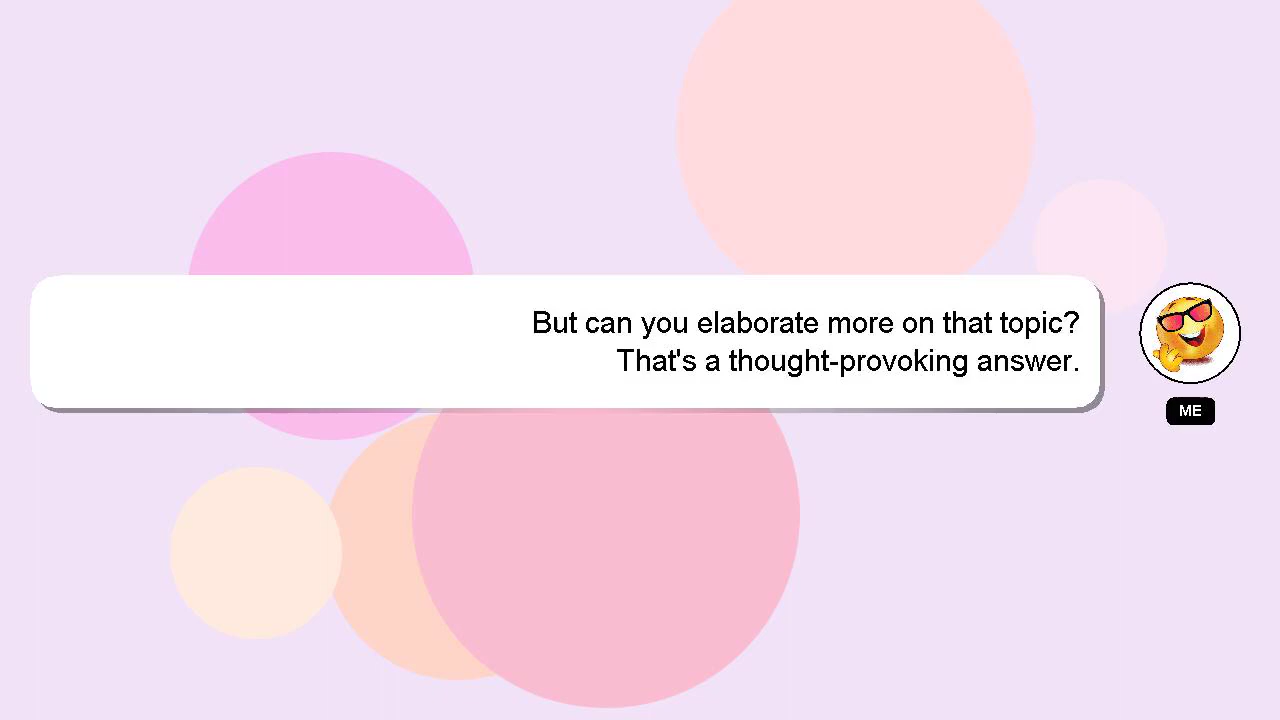 But can you elaborate more on that topic?
That's a thought-provoking answer.
ME